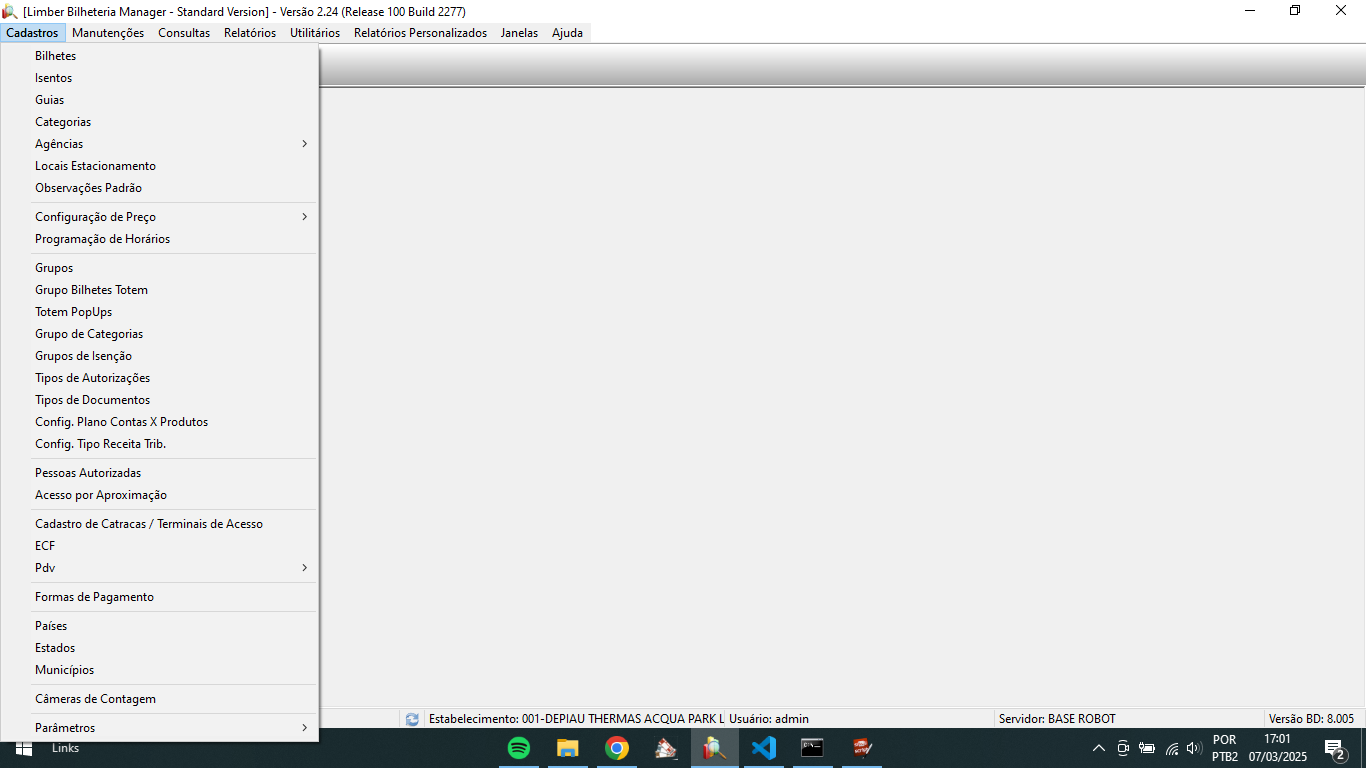 [Limber Bilheteria Manager - Standard Version] - Versão 2.24 (Release 100 Build 2277)
Cadastros Manutenções Consultas Relatórios Utilitários Relatórios Personalizados Janelas Ajuda
Bilhetes
Isentos
Guias
Categorias
Agências
Locais Estacionamento
Observações Padrão
Configuração de Preço
Programação de Horários
Grupos
Grupo Bilhetes Totem
Totem PopUps
Grupo de Categorias
Grupos de Isenção
Tipos de Autorizações
Tipos de Documentos
Config. Plano Contas X Produtos
Config. Tipo Receita Trib.
Pessoas Autorizadas
Acesso por Aproximação
Cadastro de Catracas / Terminais de Acesso
ECF
Pdv
Formas de Pagamento
Países
Estados
Municípios
Câmeras de Contagem
Parâmetros
Estabelecimento: 001-DEPIAU THERMAS ACQUA PARK L Usuário: admin Servidor: BASE ROBOT Versão BD: 8.005
Links
POR
PTB2
17:01
07/03/2025
2